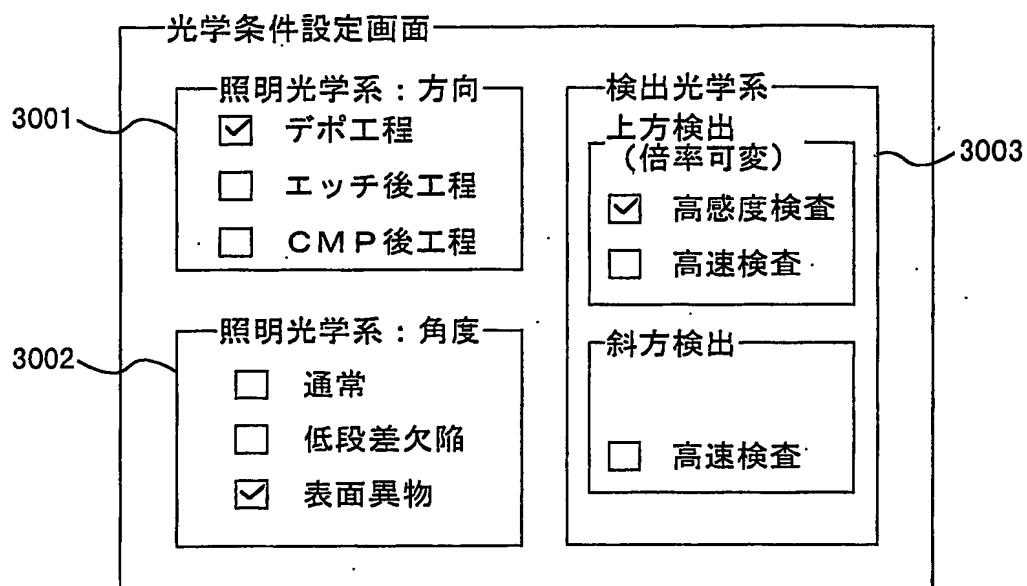 光学条件設定画面
照明光学系：方向
3001
デポ工程
エッチ後工程
ＣＭＰ後工程
照明光学系：角度
3002
通常
低段差欠陥
表面異物
検出光学系
3003
上方検出
（倍率可変）
高感度検査
高速検査
斜方検出
高速検査